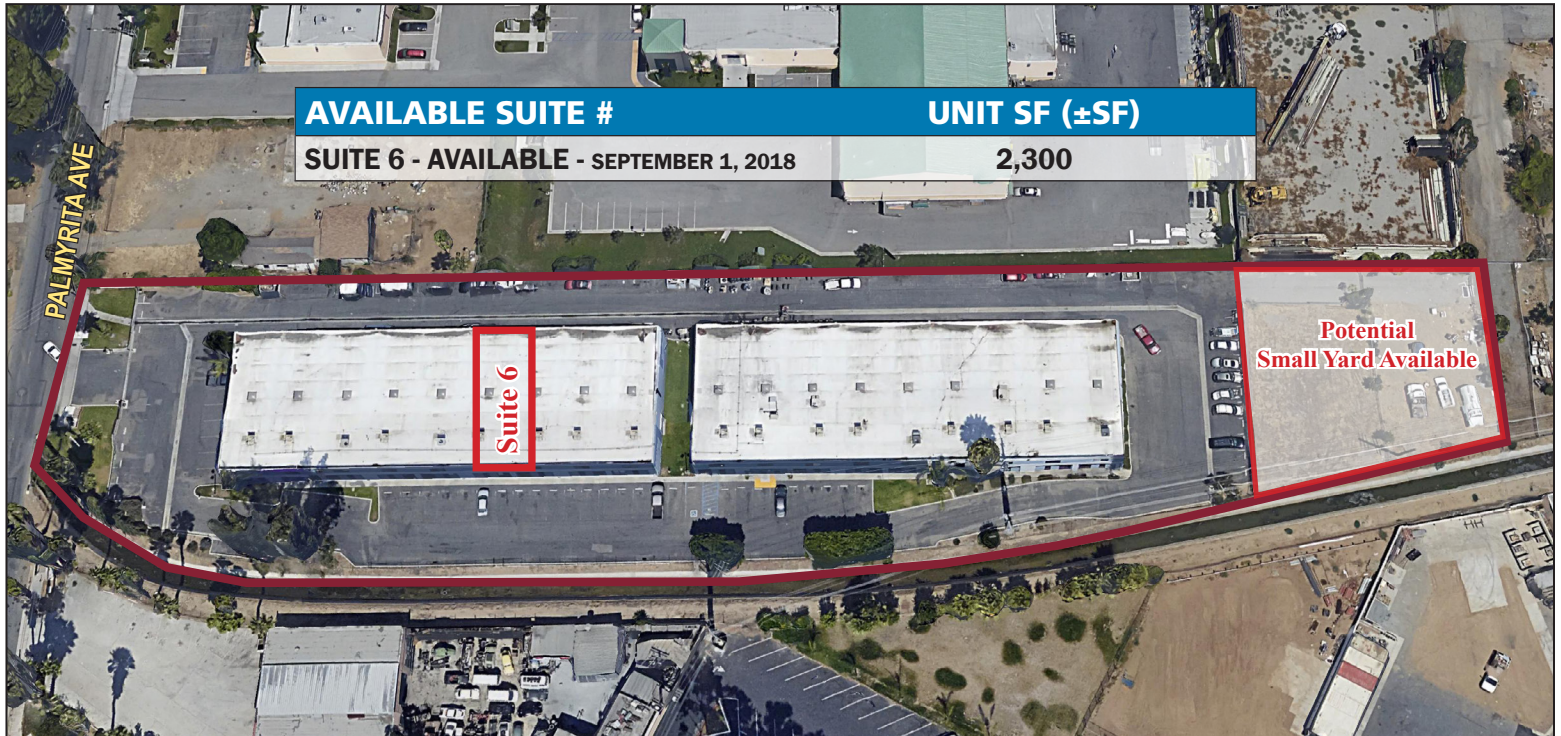 AVAILABLE SUITE # UNIT SF (±SF)
SUITE 6 - AVAILABLE - SEPTEMBER 1, 2018 2,300
PALMYRITA AVE
Suite 6
Potential
Small Yard Available